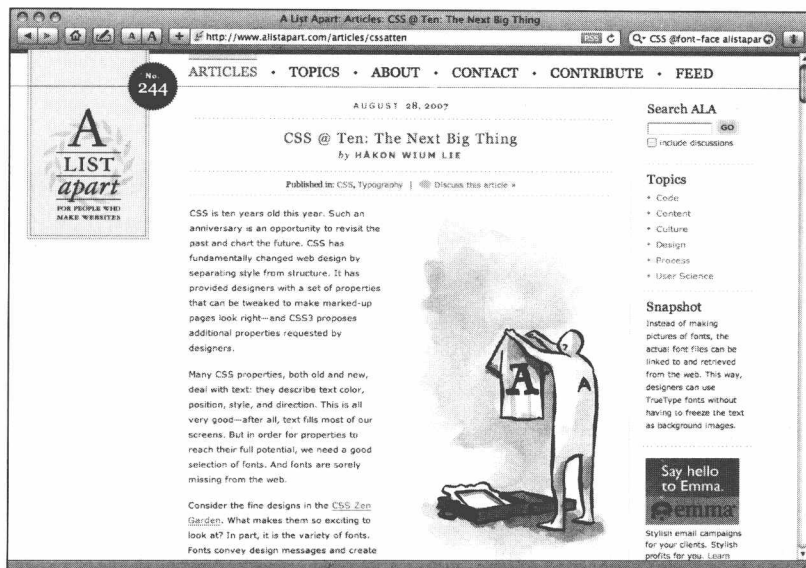 A List Apart: Articles: CSS @ Ten: The Next Big Thing
A A + http://www.alistapart.com/articles/cssatten RSS CSS @font-face alistapar
No.
244
A
LIST
apart
FOR PEOPLE WHO
MAKE WEBSITES
ARTICLES • TOPICS • ABOUT • CONTACT • CONTRIBUTE • FEED
AUGUST 28, 2007
CSS @ Ten: The Next Big Thing
by HÅKON WIUM LIE
Published in: CSS, Typography | Discuss this article »
CSS is ten years old this year. Such an
anniversary is an opportunity to revisit the
past and chart the future. CSS has
fundamentally changed web design by
separating style from structure. It has
provided designers with a set of properties
that can be tweaked to make marked-up
pages look right—and CSS3 proposes
additional properties requested by
designers.
Many CSS properties, both old and new,
deal with text: they describe text color,
position, style, and direction. This is all
very good—after all, text fills most of our
screens. But in order for properties to
reach their full potential, we need a good
selection of fonts. And fonts are sorely
missing from the web.
Consider the fine designs in the CSS Zen
Garden. What makes them so exciting to
look at? In part, it is the variety of fonts.
Fonts convey design messages and create
A
A
Search ALA
GO
include discussions
Topics
• Code
• Content
• Culture
• Design
• Process
• User Science
Snapshot
Instead of making
pictures of fonts, the
actual font files can be
linked to and retrieved
from the web. This way,
designers can use
TrueType fonts without
having to freeze the text
as background images.
Say hello
to Emma.
emma
Stylish email campaigns
for your clients. Stylish
profits for you. Learn